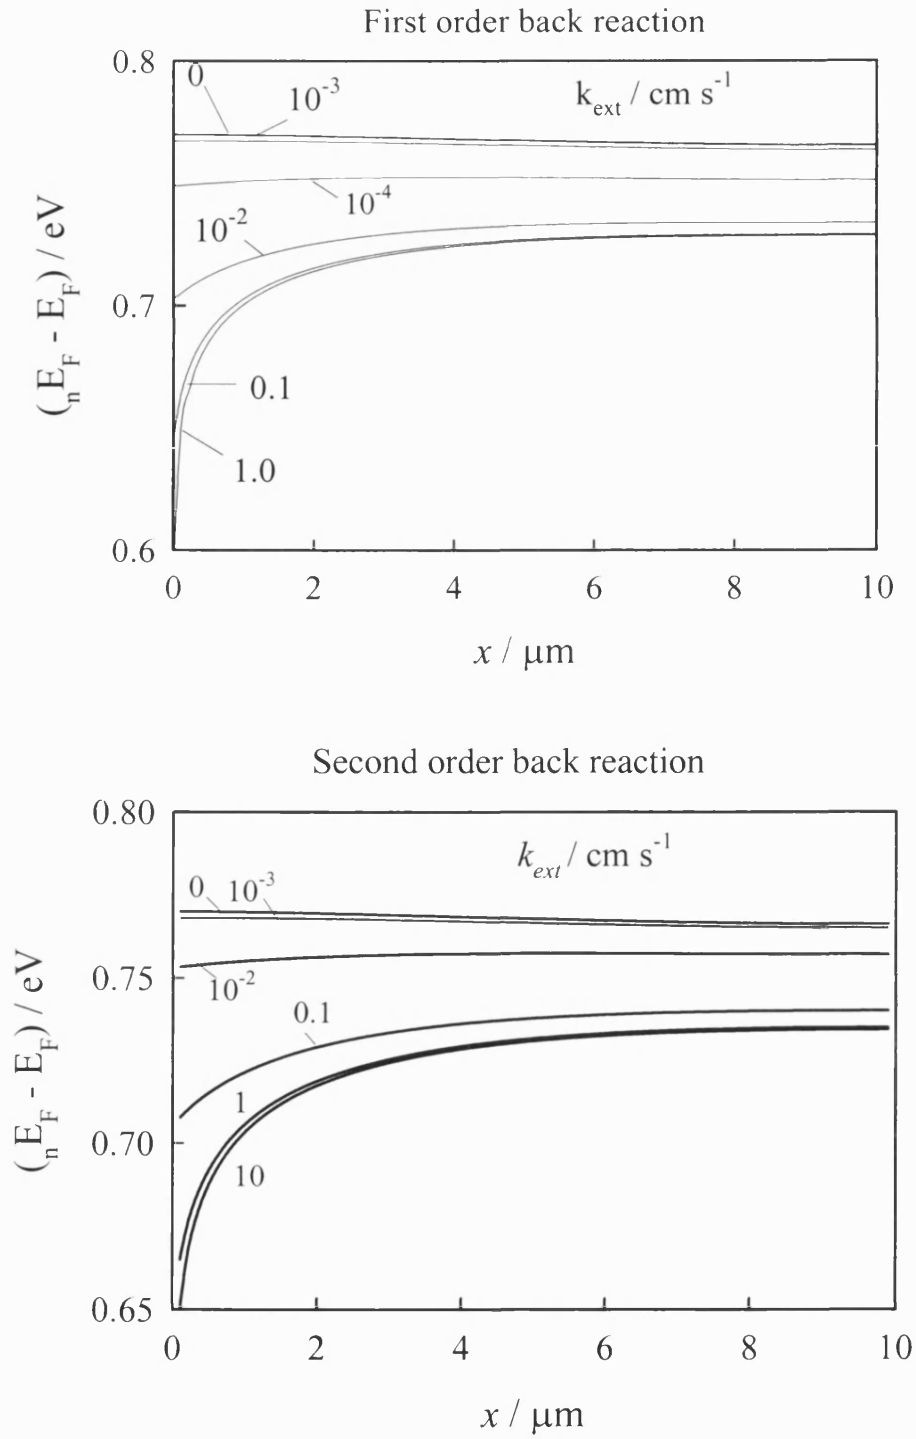 First order back reaction
0.8
0
10⁻³
k_ext / cm s⁻¹
10⁻⁴
10⁻²
0.7
0.1
1.0
0.6
0 2 4 6 8 10
(ₙE_F - E_F) / eV
x / μm
Second order back reaction
0.80
k_ext / cm s⁻¹
0 10⁻³
0.75
10⁻²
0.1
1
0.70
10
0.65
0 2 4 6 8 10
(ₙE_F - E_F) / eV
x / μm